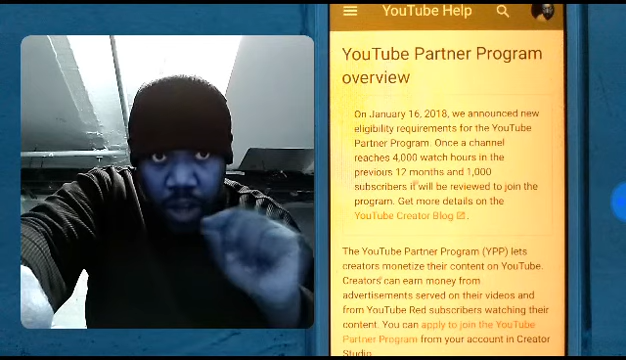 YouTube Help
YouTube Partner Program
overview
On January 16, 2018, we announced new
eligibility requirements for the YouTube
Partner Program. Once a channel
reaches 4,000 watch hours in the
previous 12 months and 1,000
subscribers it will be reviewed to join the
program. Get more details on the
YouTube Creator Blog
The YouTube Partner Program (YPP) lets
creators monetize their content on YouTube.
Creators can earn money from
advertisements served on their videos and
from YouTube Red subscribers watching their
content. You can apply to join the YouTube
Partner Program from your account in Creator
Studio.